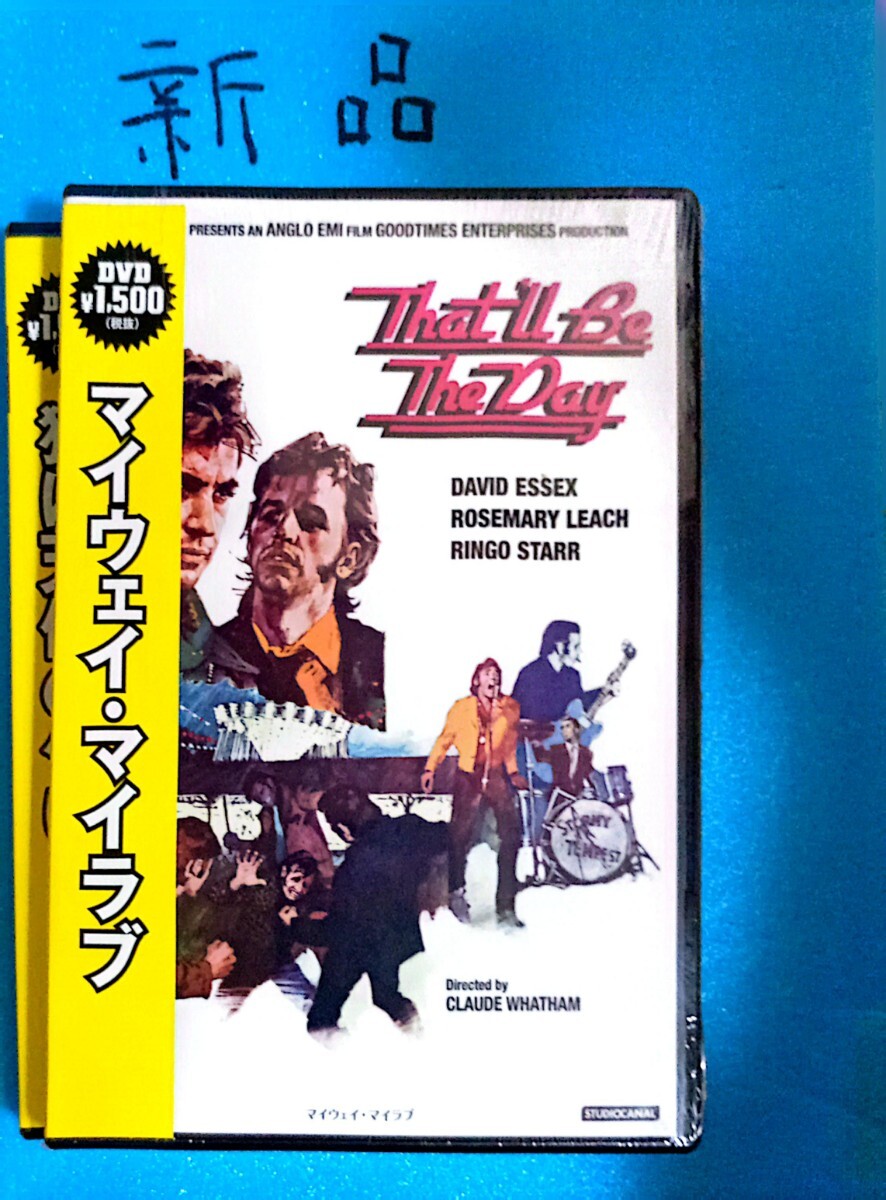 新品
PRESENTS AN ANGLO EMI FILM GOODTIMES ENTERPRISES PRODUCTION
DVD
¥1,500
(税抜)
マイウェイ・マイラブ
That'll Be
The Day
DAVID ESSEX
ROSEMARY LEACH
RINGO STARR
STORMY
TEMPEST
Directed by
CLAUDE WHATHAM
マイウェイ・マイラブ
STUDIOCANAL